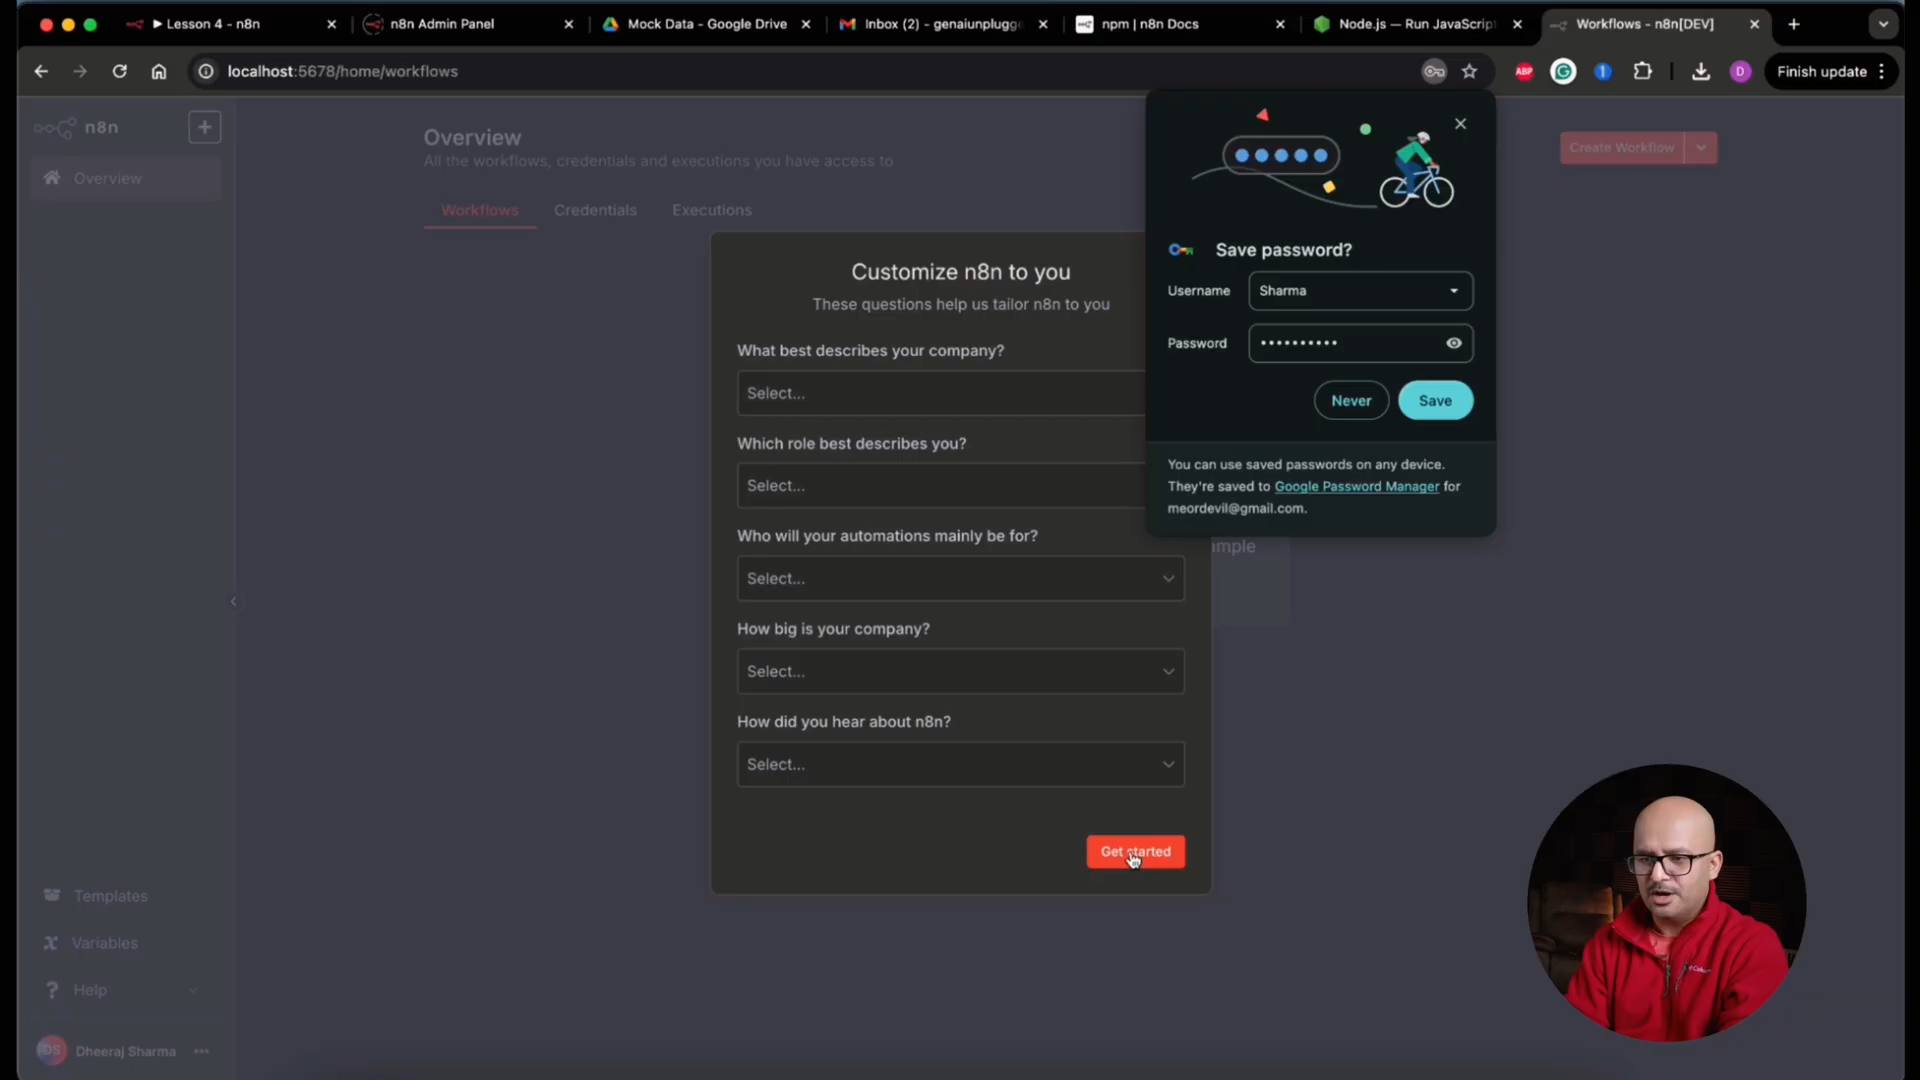 Lesson 4 - n8n
n8n Admin Panel
Mock Data - Google Drive
Inbox (2) - genaiunplugge
npm | n8n Docs
Node.js — Run JavaScript
Workflows - n8n[DEV]
localhost:5678/home/workflows
ABP
1
D
Finish update
n8n
Overview
Overview
All the workflows, credentials and executions you have access to
Create Workflow
Workflows
Credentials
Executions
Customize n8n to you
These questions help us tailor n8n to you
What best describes your company?
Select...
Which role best describes you?
Select...
Who will your automations mainly be for?
Select...
How big is your company?
Select...
How did you hear about n8n?
Select...
Get started
Save password?
Username
Sharma
Password
••••••••••
Never
Save
You can use saved passwords on any device.
They're saved to Google Password Manager for
meordevil@gmail.com.
Templates
Variables
Help
DS
Dheeraj Sharma